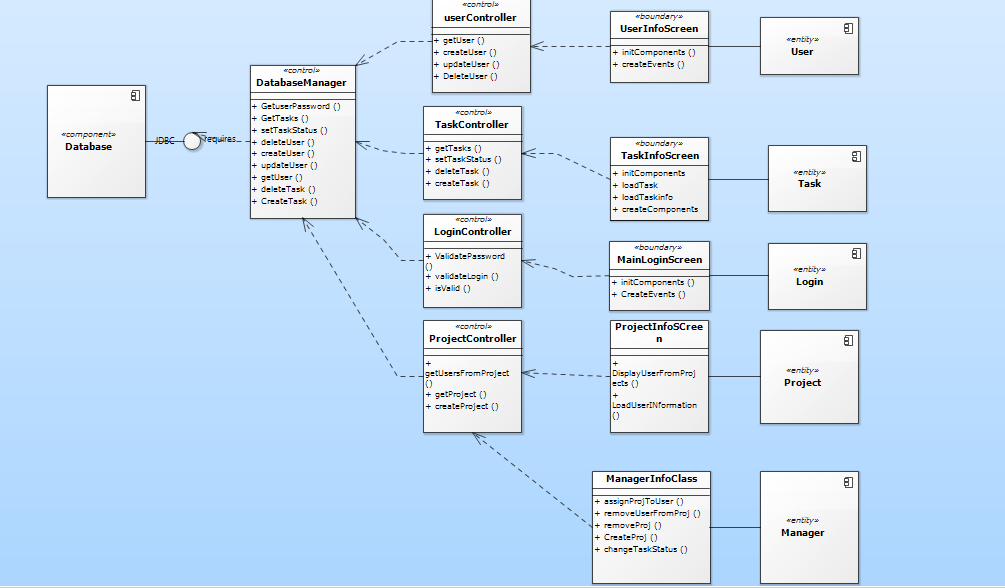 «component»
Database
JDBC
requires
«control»
DatabaseManager
+ GetuserPassword ()
+ GetTasks ()
+ setTaskStatus ()
+ deleteUser ()
+ createUser ()
+ updateUser ()
+ getUser ()
+ deleteTask ()
+ CreateTask ()
«control»
userController
+ getUser ()
+ createUser ()
+ updateUser ()
+ DeleteUser ()
«boundary»
UserInfoScreen
+ initComponents ()
+ createEvents ()
«entity»
User
«control»
TaskController
+ getTasks ()
+ setTaskStatus ()
+ deleteTask ()
+ createTask ()
«boundary»
TaskInfoScreen
+ initComponents
+ loadTask
+ loadTaskinfo
+ createComponents
«entity»
Task
«control»
LoginController
+ ValidatePassword
()
+ validateLogin ()
+ isValid ()
«boundary»
MainLoginScreen
+ initComponents ()
+ CreateEvents ()
«entity»
Login
«control»
ProjectController
+
getUsersFromProject
()
+ getProject ()
+ createProject ()
ProjectInfoSCree
n
+
DisplayUserFromProj
ects ()
+
LoadUserINformation
()
«entity»
Project
ManagerInfoClass
+ assignProjToUser ()
+ removeUserFromProj ()
+ removeProj ()
+ CreateProj ()
+ changeTaskStatus ()
«entity»
Manager